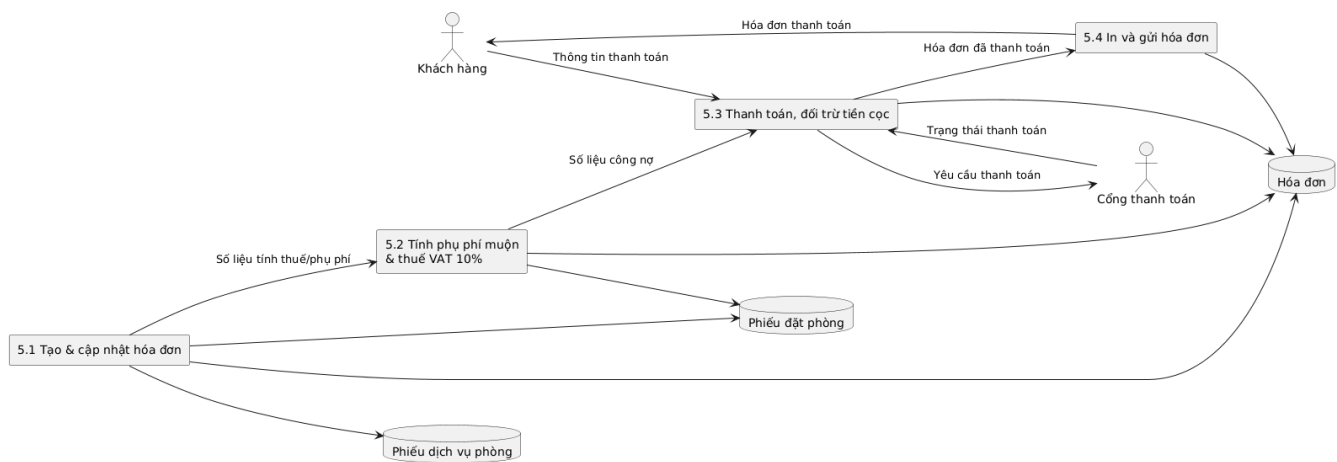 Hóa đơn thanh toán
5.4 In và gửi hóa đơn
Hóa đơn đã thanh toán
Khách hàng
Thông tin thanh toán
5.3 Thanh toán, đối trừ tiền cọc
Trạng thái thanh toán
Số liệu công nợ
Yêu cầu thanh toán
Hóa đơn
Cổng thanh toán
5.2 Tính phụ phí muộn
& thuế VAT 10%
Số liệu tính thuế/phụ phí
Phiếu đặt phòng
5.1 Tạo & cập nhật hóa đơn
Phiếu dịch vụ phòng